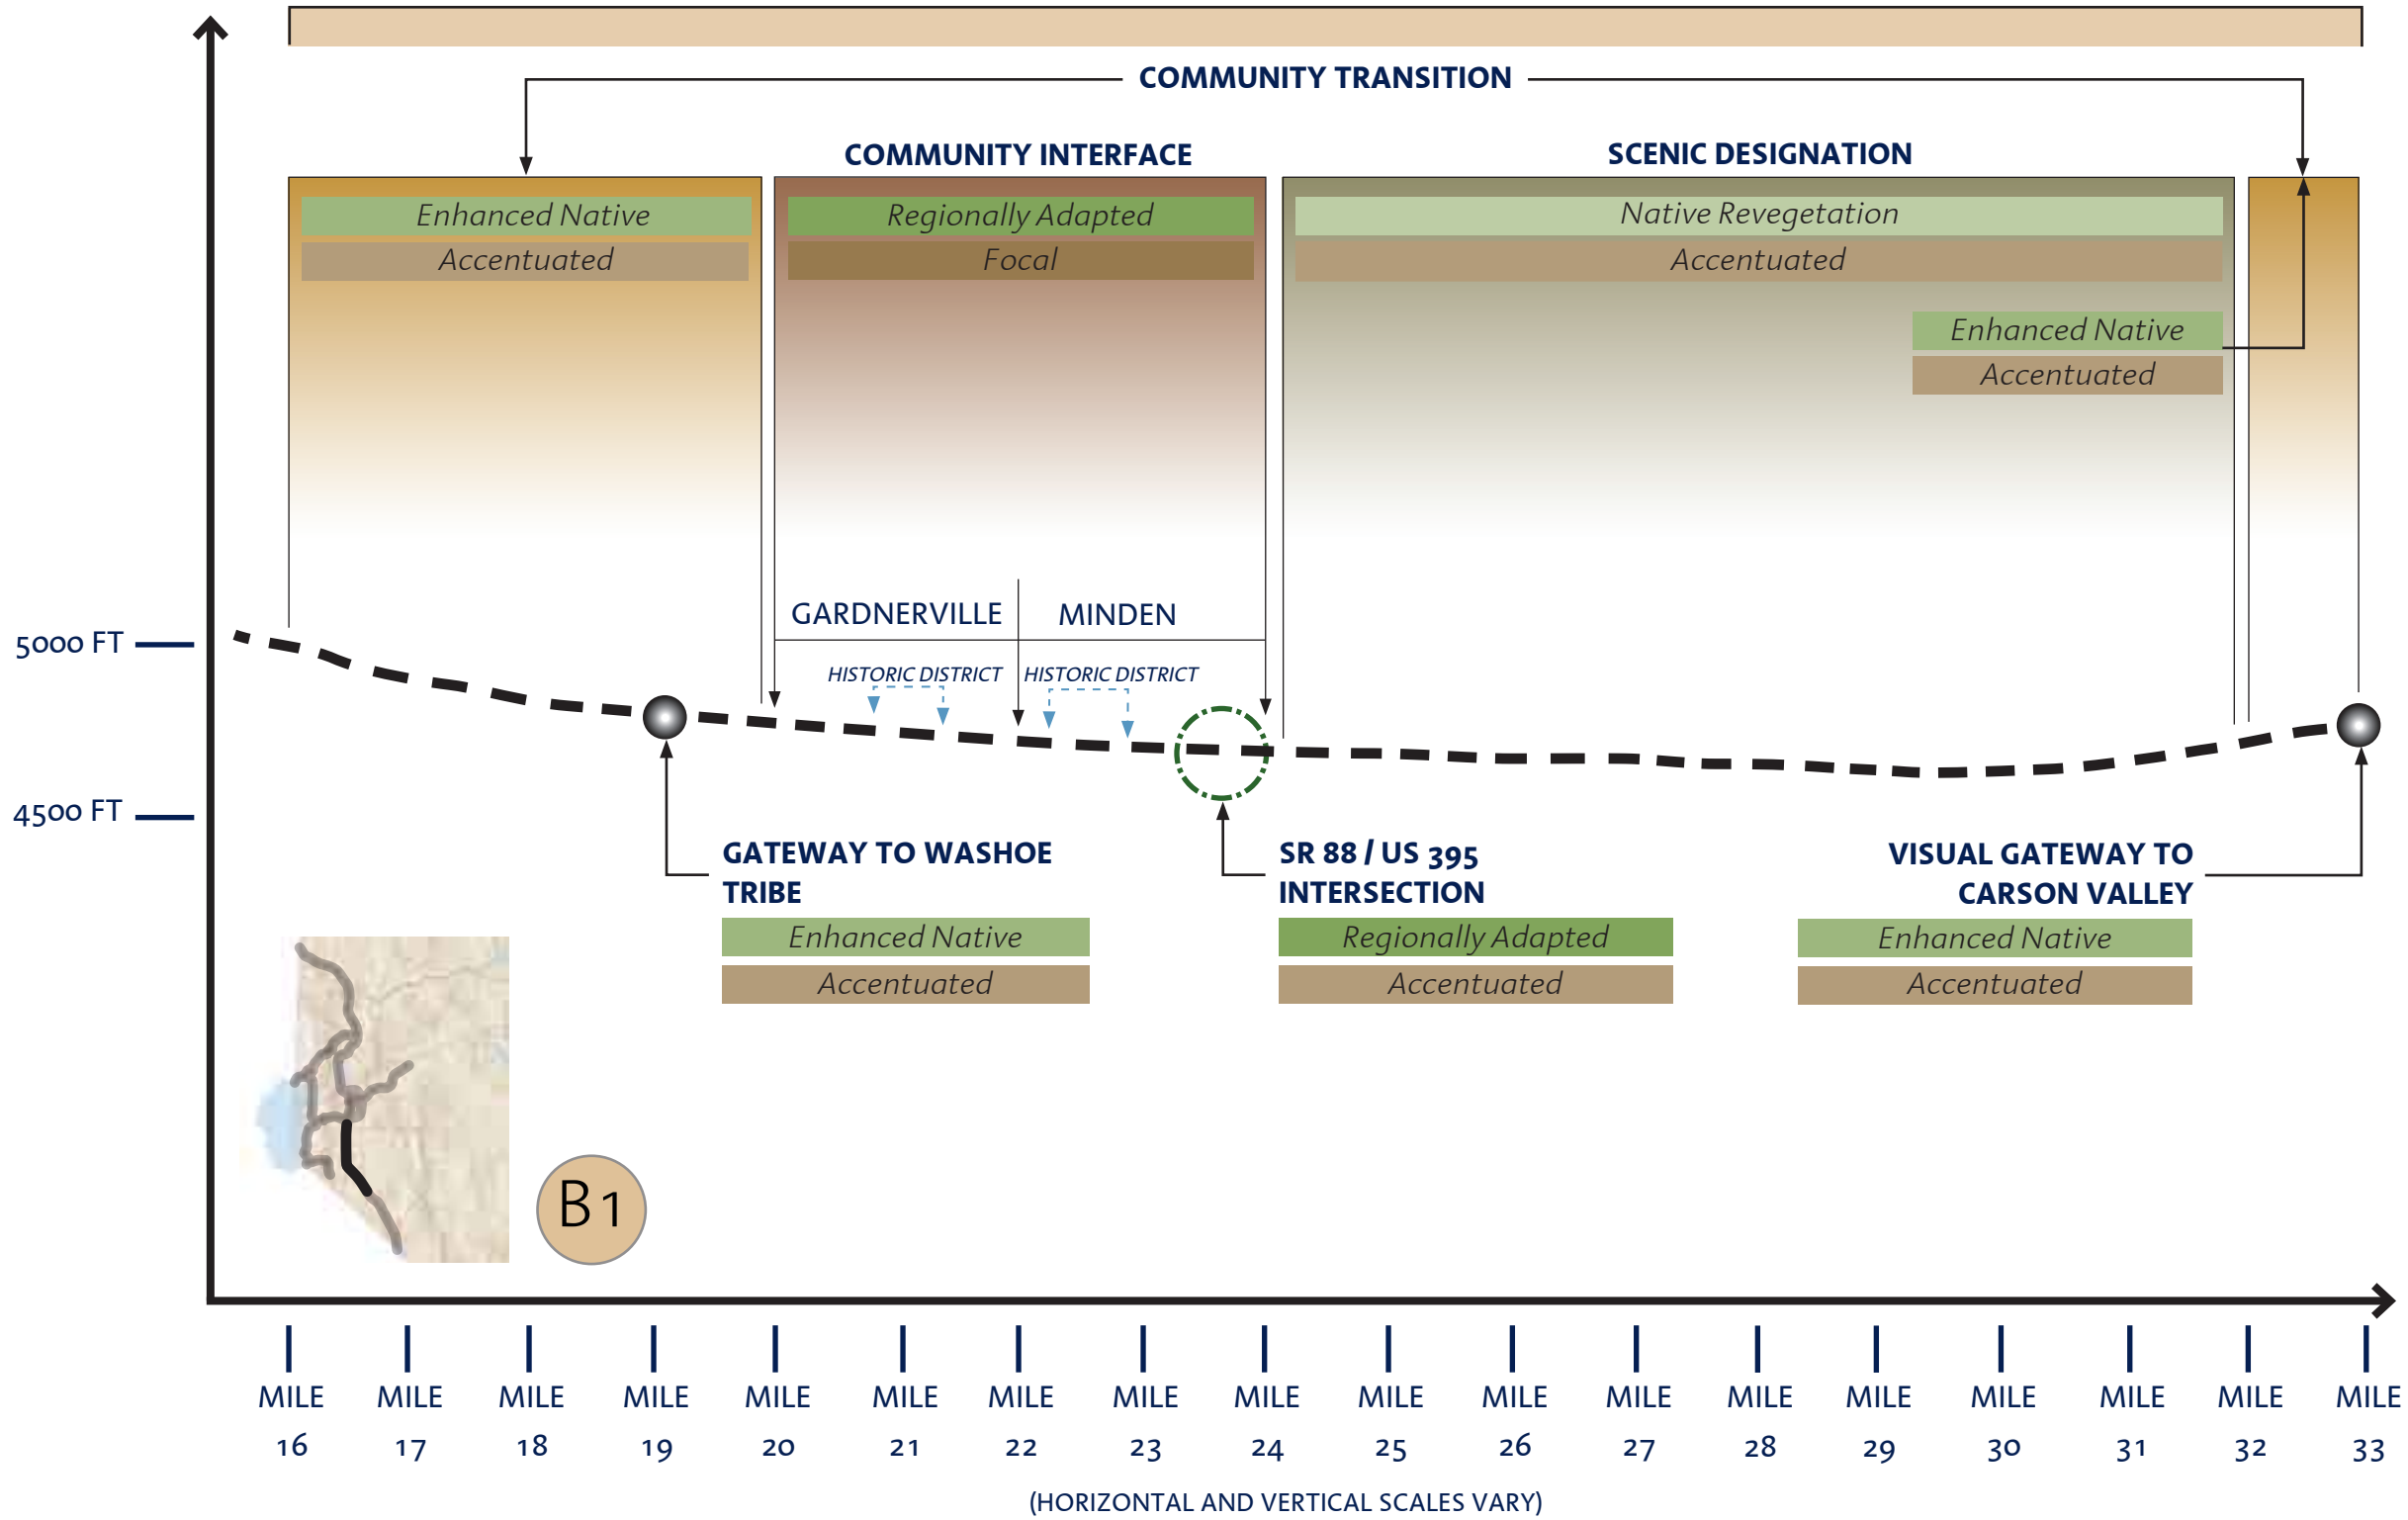 COMMUNITY TRANSITION
COMMUNITY INTERFACE
SCENIC DESIGNATION
Enhanced Native
Accentuated
Regionally Adapted
Focal
Native Revegetation
Accentuated
Enhanced Native
Accentuated
GARDNERVILLE
MINDEN
HISTORIC DISTRICT
HISTORIC DISTRICT
5000 FT
4500 FT
GATEWAY TO WASHOE
TRIBE
Enhanced Native
Accentuated
SR 88 / US 395
INTERSECTION
Regionally Adapted
Accentuated
VISUAL GATEWAY TO
CARSON VALLEY
Enhanced Native
Accentuated
B1
MILE MILE MILE MILE MILE MILE MILE MILE MILE MILE MILE MILE MILE MILE MILE MILE MILE MILE
16 17 18 19 20 21 22 23 24 25 26 27 28 29 30 31 32 33
(HORIZONTAL AND VERTICAL SCALES VARY)